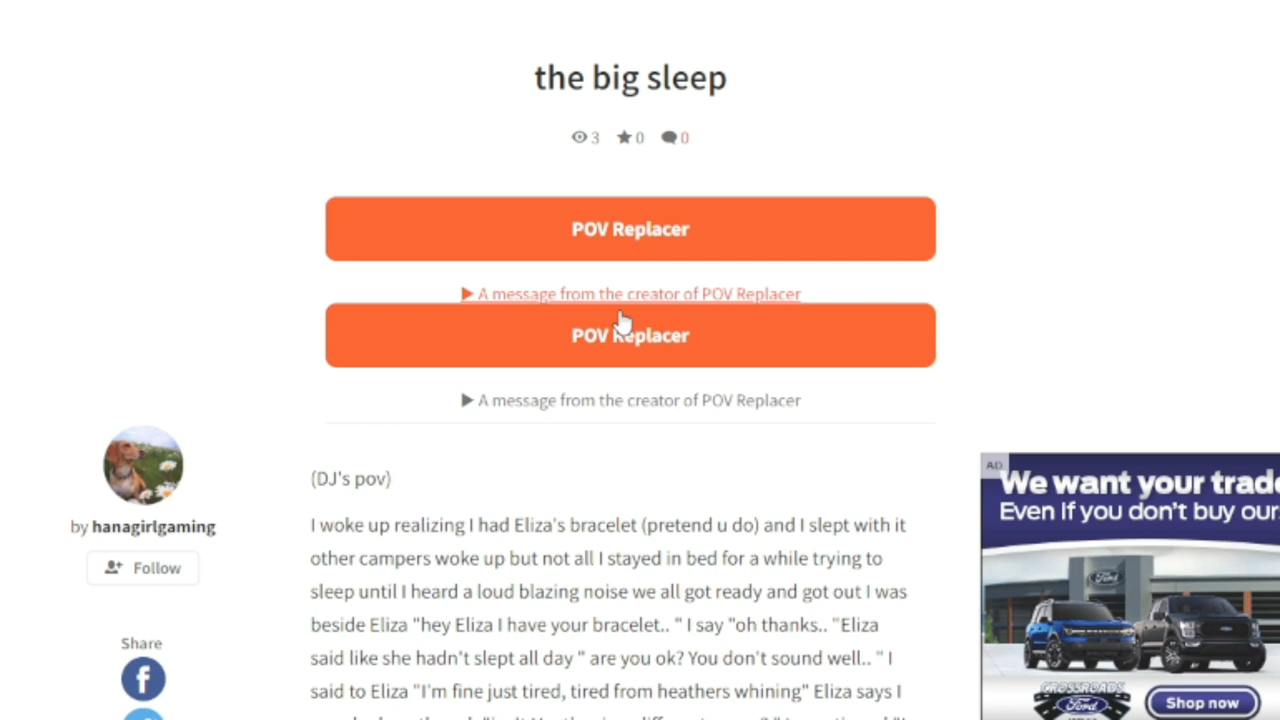 the big sleep
3 0 0
POV Replacer
▶ A message from the creator of POV Replacer
POV Replacer
▶ A message from the creator of POV Replacer
(DJ's pov)
I woke up realizing I had Eliza's bracelet (pretend u do) and I slept with it
other campers woke up but not all I stayed in bed for a while trying to
sleep until I heard a loud blazing noise we all got ready and got out I was
beside Eliza "hey Eliza I have your bracelet.. " I say "oh thanks.. "Eliza
said like she hadn't slept all day " are you ok? You don't sound well.. " I
said to Eliza "I'm fine just tired, tired from heathers whining" Eliza says I
by hanagirlgaming
Follow
Share
AD
We want your trade
Even if you don't buy our
Ford
CROSSROADS
Ford
Shop now